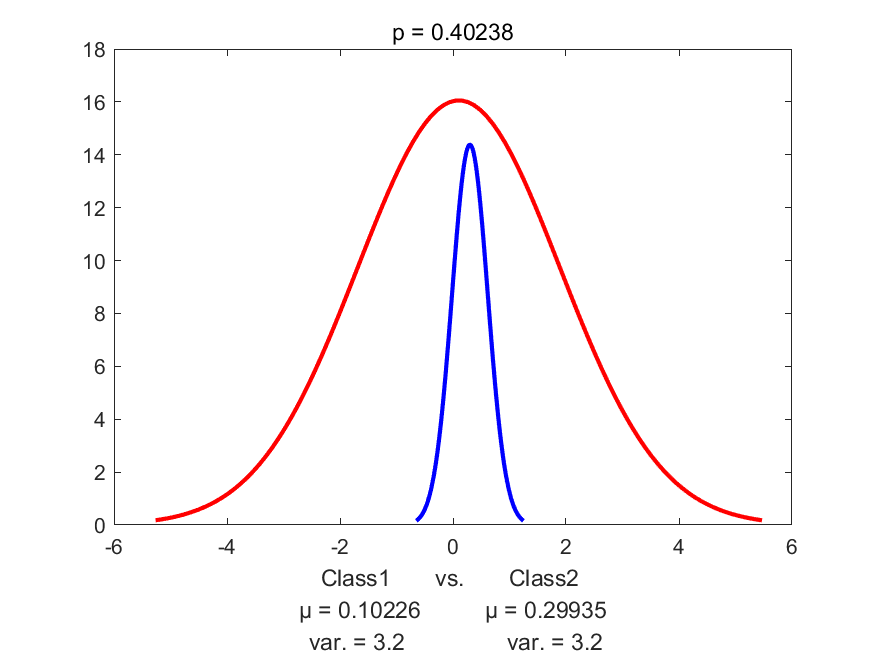 p = 0.40238
18
16
14
12
10
8
6
4
2
0
-6 -4 -2 0 2 4 6
Class1 vs. Class2
μ = 0.10226 μ = 0.29935
var. = 3.2 var. = 3.2